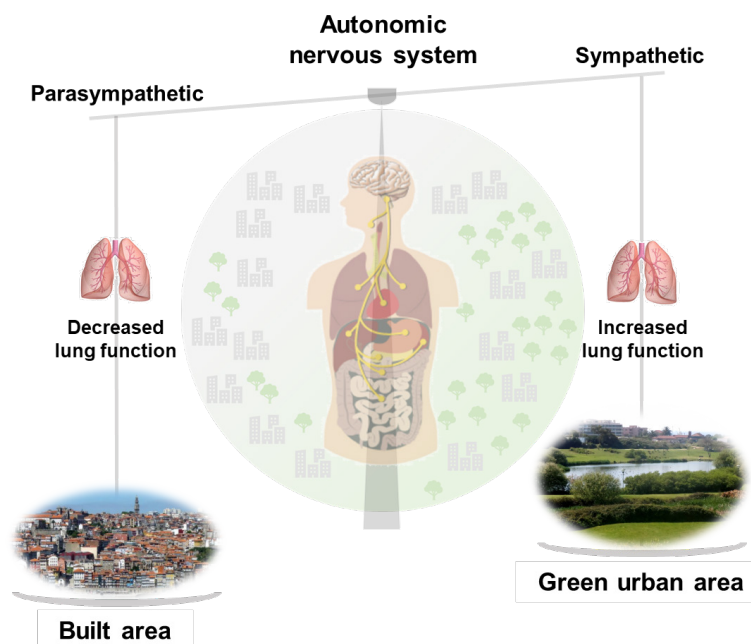 Autonomic
nervous system
Sympathetic
Parasympathetic
Decreased
lung function
Increased
lung function
Green urban area
Built area